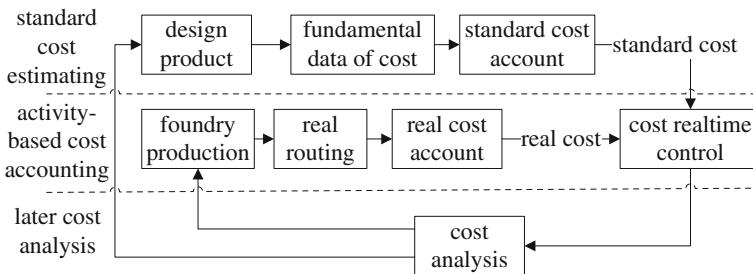 standard
cost
estimating
design
product
fundamental
data of cost
standard cost
account
standard cost
activity-
based cost
accounting
foundry
production
real
routing
real cost
account
real cost
cost realtime
control
later cost
analysis
cost
analysis